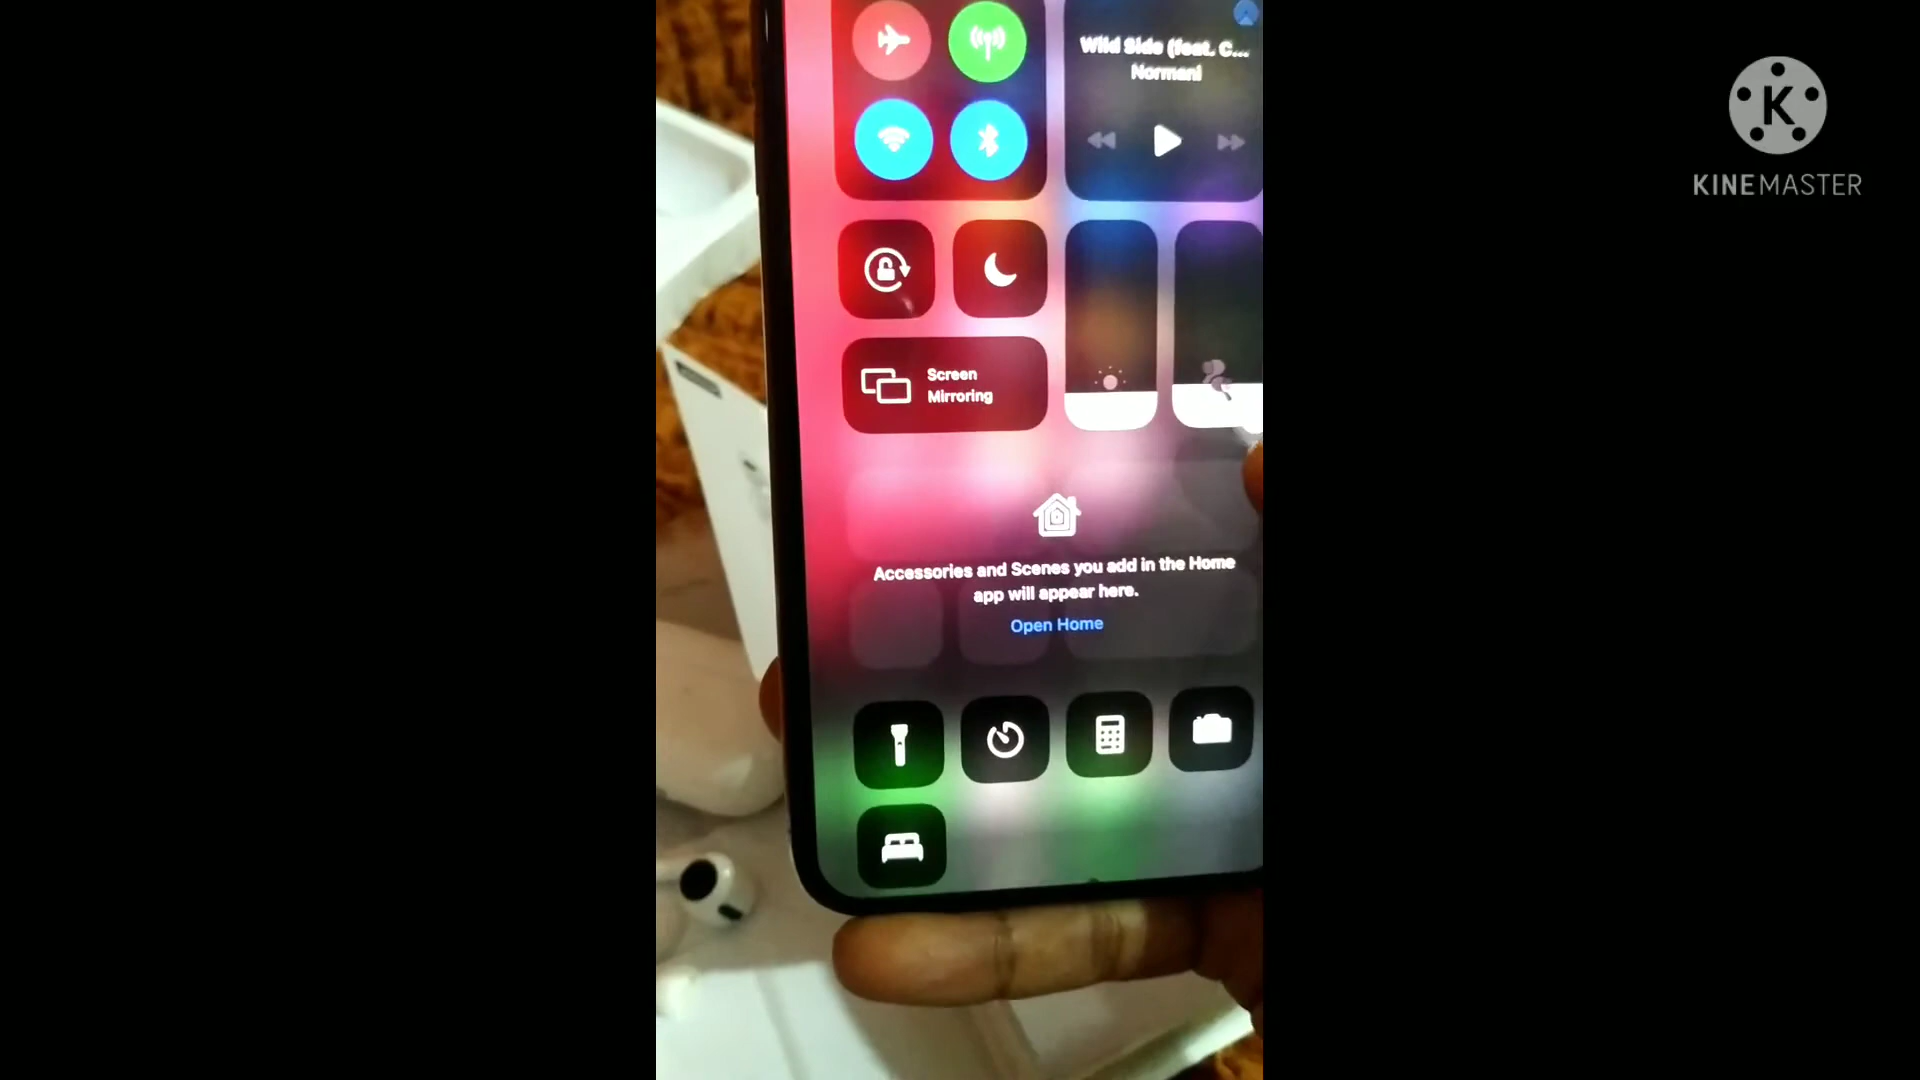 Wild Side (feat. C...
Normani
Screen
Mirroring
Accessories and Scenes you add in the Home
app will appear here.
Open Home
K
KINEMASTER